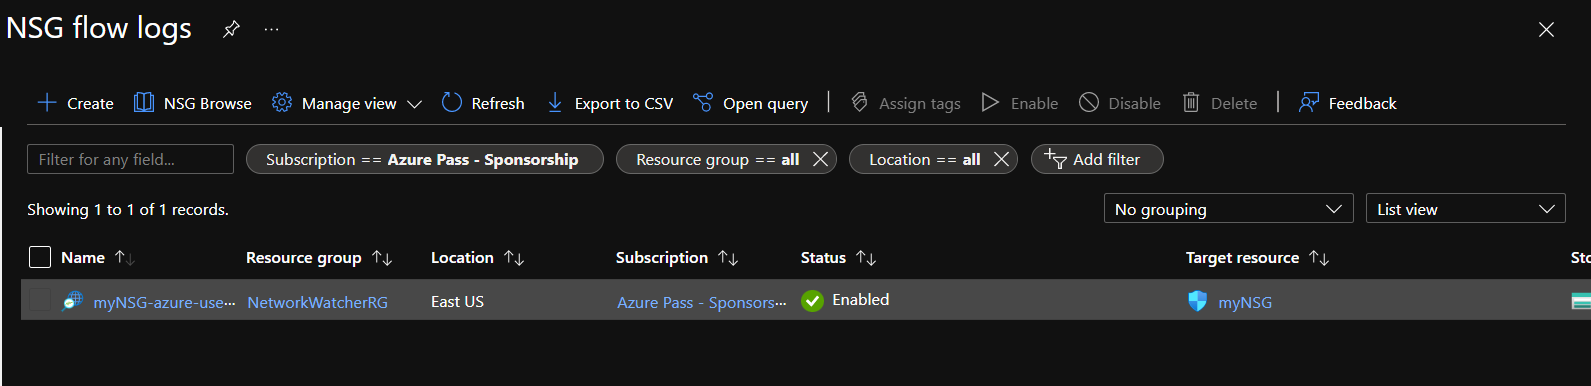 NSG flow logs ...
Create NSG Browse Manage view Refresh Export to CSV Open query Assign tags Enable Disable Delete Feedback
Filter for any field... Subscription == Azure Pass - Sponsorship Resource group == all Location == all Add filter
Showing 1 to 1 of 1 records. No grouping List view
Name Resource group Location Subscription Status Target resource Sto
myNSG-azure-use... NetworkWatcherRG East US Azure Pass - Sponsors... Enabled myNSG